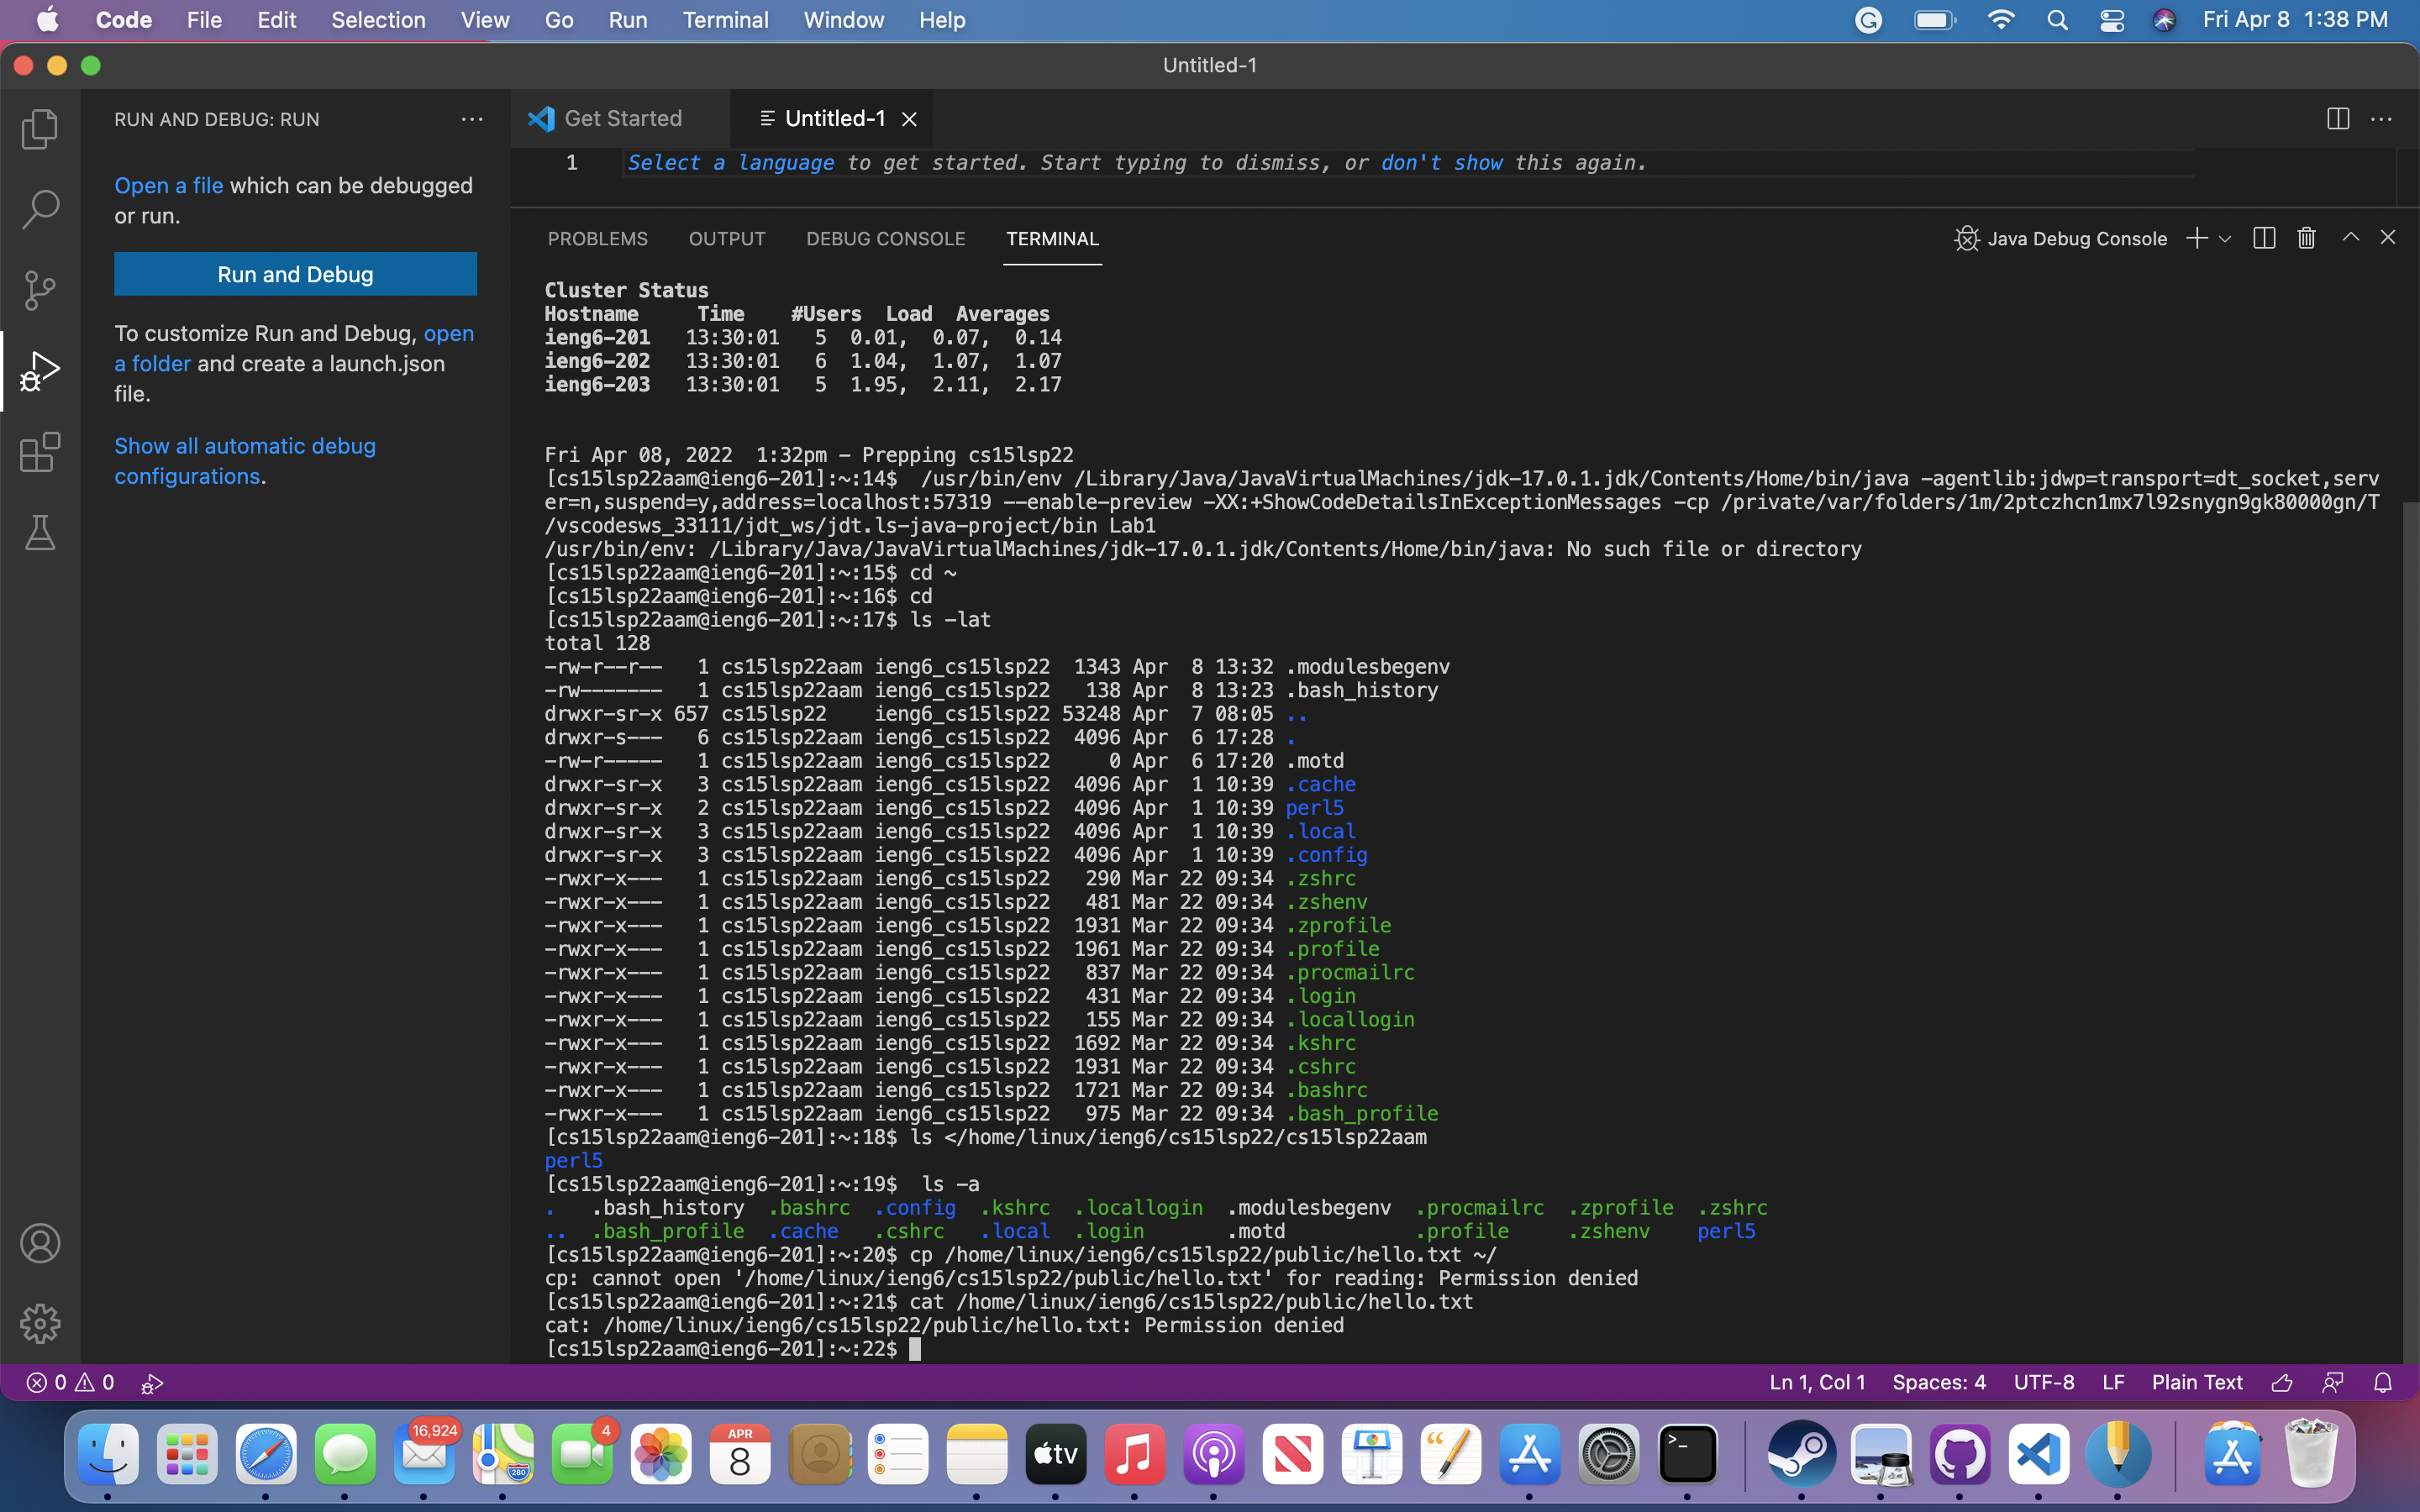 Code File Edit Selection View Go Run Terminal Window Help Fri Apr 8 1:38 PM
Untitled-1
RUN AND DEBUG: RUN
Open a file which can be debugged
or run.
Run and Debug
To customize Run and Debug, open
a folder and create a launch.json
file.
Show all automatic debug
configurations.
Get Started Untitled-1
1 Select a language to get started. Start typing to dismiss, or don't show this again.
PROBLEMS OUTPUT DEBUG CONSOLE TERMINAL Java Debug Console
Cluster Status
Hostname Time #Users Load Averages
ieng6-201 13:30:01 5 0.01, 0.07, 0.14
ieng6-202 13:30:01 6 1.04, 1.07, 1.07
ieng6-203 13:30:01 5 1.95, 2.11, 2.17
Fri Apr 08, 2022 1:32pm - Prepping cs15lsp22
[cs15lsp22aam@ieng6-201]:~:14$ /usr/bin/env /Library/Java/JavaVirtualMachines/jdk-17.0.1.jdk/Contents/Home/bin/java -agentlib:jdwp=transport=dt_socket,serv
er=n,suspend=y,address=localhost:57319 --enable-preview -XX:+ShowCodeDetailsInExceptionMessages -cp /private/var/folders/1m/2ptczhcn1mx7l92snygn9gk80000gn/T
/vscodesws_33111/jdt_ws/jdt.ls-java-project/bin Lab1
/usr/bin/env: /Library/Java/JavaVirtualMachines/jdk-17.0.1.jdk/Contents/Home/bin/java: No such file or directory
[cs15lsp22aam@ieng6-201]:~:15$ cd ~
[cs15lsp22aam@ieng6-201]:~:16$ cd
[cs15lsp22aam@ieng6-201]:~:17$ ls -lat
total 128
-rw-r--r-- 1 cs15lsp22aam ieng6_cs15lsp22 1343 Apr 8 13:32 .modulesbegenv
-rw------- 1 cs15lsp22aam ieng6_cs15lsp22 138 Apr 8 13:23 .bash_history
drwxr-sr-x 657 cs15lsp22 ieng6_cs15lsp22 53248 Apr 7 08:05 ..
drwxr-s--- 6 cs15lsp22aam ieng6_cs15lsp22 4096 Apr 6 17:28 .
-rw-r----- 1 cs15lsp22aam ieng6_cs15lsp22 0 Apr 6 17:20 .motd
drwxr-sr-x 3 cs15lsp22aam ieng6_cs15lsp22 4096 Apr 1 10:39 .cache
drwxr-sr-x 2 cs15lsp22aam ieng6_cs15lsp22 4096 Apr 1 10:39 perl5
drwxr-sr-x 3 cs15lsp22aam ieng6_cs15lsp22 4096 Apr 1 10:39 .local
drwxr-sr-x 3 cs15lsp22aam ieng6_cs15lsp22 4096 Apr 1 10:39 .config
-rwxr-x--- 1 cs15lsp22aam ieng6_cs15lsp22 290 Mar 22 09:34 .zshrc
-rwxr-x--- 1 cs15lsp22aam ieng6_cs15lsp22 481 Mar 22 09:34 .zshenv
-rwxr-x--- 1 cs15lsp22aam ieng6_cs15lsp22 1931 Mar 22 09:34 .zprofile
-rwxr-x--- 1 cs15lsp22aam ieng6_cs15lsp22 1961 Mar 22 09:34 .profile
-rwxr-x--- 1 cs15lsp22aam ieng6_cs15lsp22 837 Mar 22 09:34 .procmailrc
-rwxr-x--- 1 cs15lsp22aam ieng6_cs15lsp22 431 Mar 22 09:34 .login
-rwxr-x--- 1 cs15lsp22aam ieng6_cs15lsp22 155 Mar 22 09:34 .locallogin
-rwxr-x--- 1 cs15lsp22aam ieng6_cs15lsp22 1692 Mar 22 09:34 .kshrc
-rwxr-x--- 1 cs15lsp22aam ieng6_cs15lsp22 1931 Mar 22 09:34 .cshrc
-rwxr-x--- 1 cs15lsp22aam ieng6_cs15lsp22 1721 Mar 22 09:34 .bashrc
-rwxr-x--- 1 cs15lsp22aam ieng6_cs15lsp22 975 Mar 22 09:34 .bash_profile
[cs15lsp22aam@ieng6-201]:~:18$ ls </home/linux/ieng6/cs15lsp22/cs15lsp22aam
perl5
[cs15lsp22aam@ieng6-201]:~:19$ ls -a
. .bash_history .bashrc .config .kshrc .locallogin .modulesbegenv .procmailrc .zprofile .zshrc
.. .bash_profile .cache .cshrc .local .login .motd .profile .zshenv perl5
[cs15lsp22aam@ieng6-201]:~:20$ cp /home/linux/ieng6/cs15lsp22/public/hello.txt ~/
cp: cannot open '/home/linux/ieng6/cs15lsp22/public/hello.txt' for reading: Permission denied
[cs15lsp22aam@ieng6-201]:~:21$ cat /home/linux/ieng6/cs15lsp22/public/hello.txt
cat: /home/linux/ieng6/cs15lsp22/public/hello.txt: Permission denied
[cs15lsp22aam@ieng6-201]:~:22$
0 0 Ln 1, Col 1 Spaces: 4 UTF-8 LF Plain Text
16,924 280 4 APR 8 tv >_